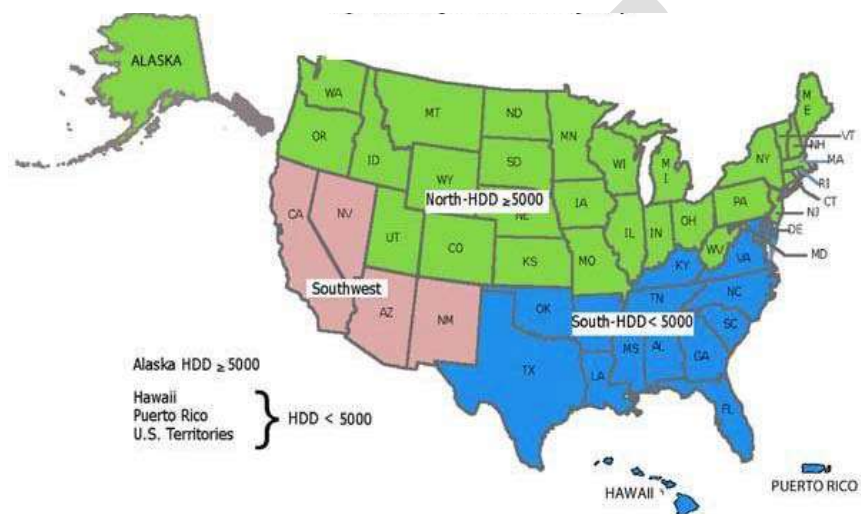 ALASKA
WA
MT
ND
MN
OR
ID
SD
WI
M
I
WY
NY
M
E
VT
NH
MA
RI
CT
NJ
DE
MD
North-HDD ≥5000
NE
IA
PA
CA
NV
UT
CO
KS
MO
IL
IN
OH
WV
VA
KY
Southwest
AZ
NM
OK
TN
NC
South-HDD< 5000
SC
TX
LA
MS
AL
GA
FL
Alaska HDD ≥ 5000
Hawaii
Puerto Rico
U.S. Territories
} HDD < 5000
HAWAII
PUERTO RICO